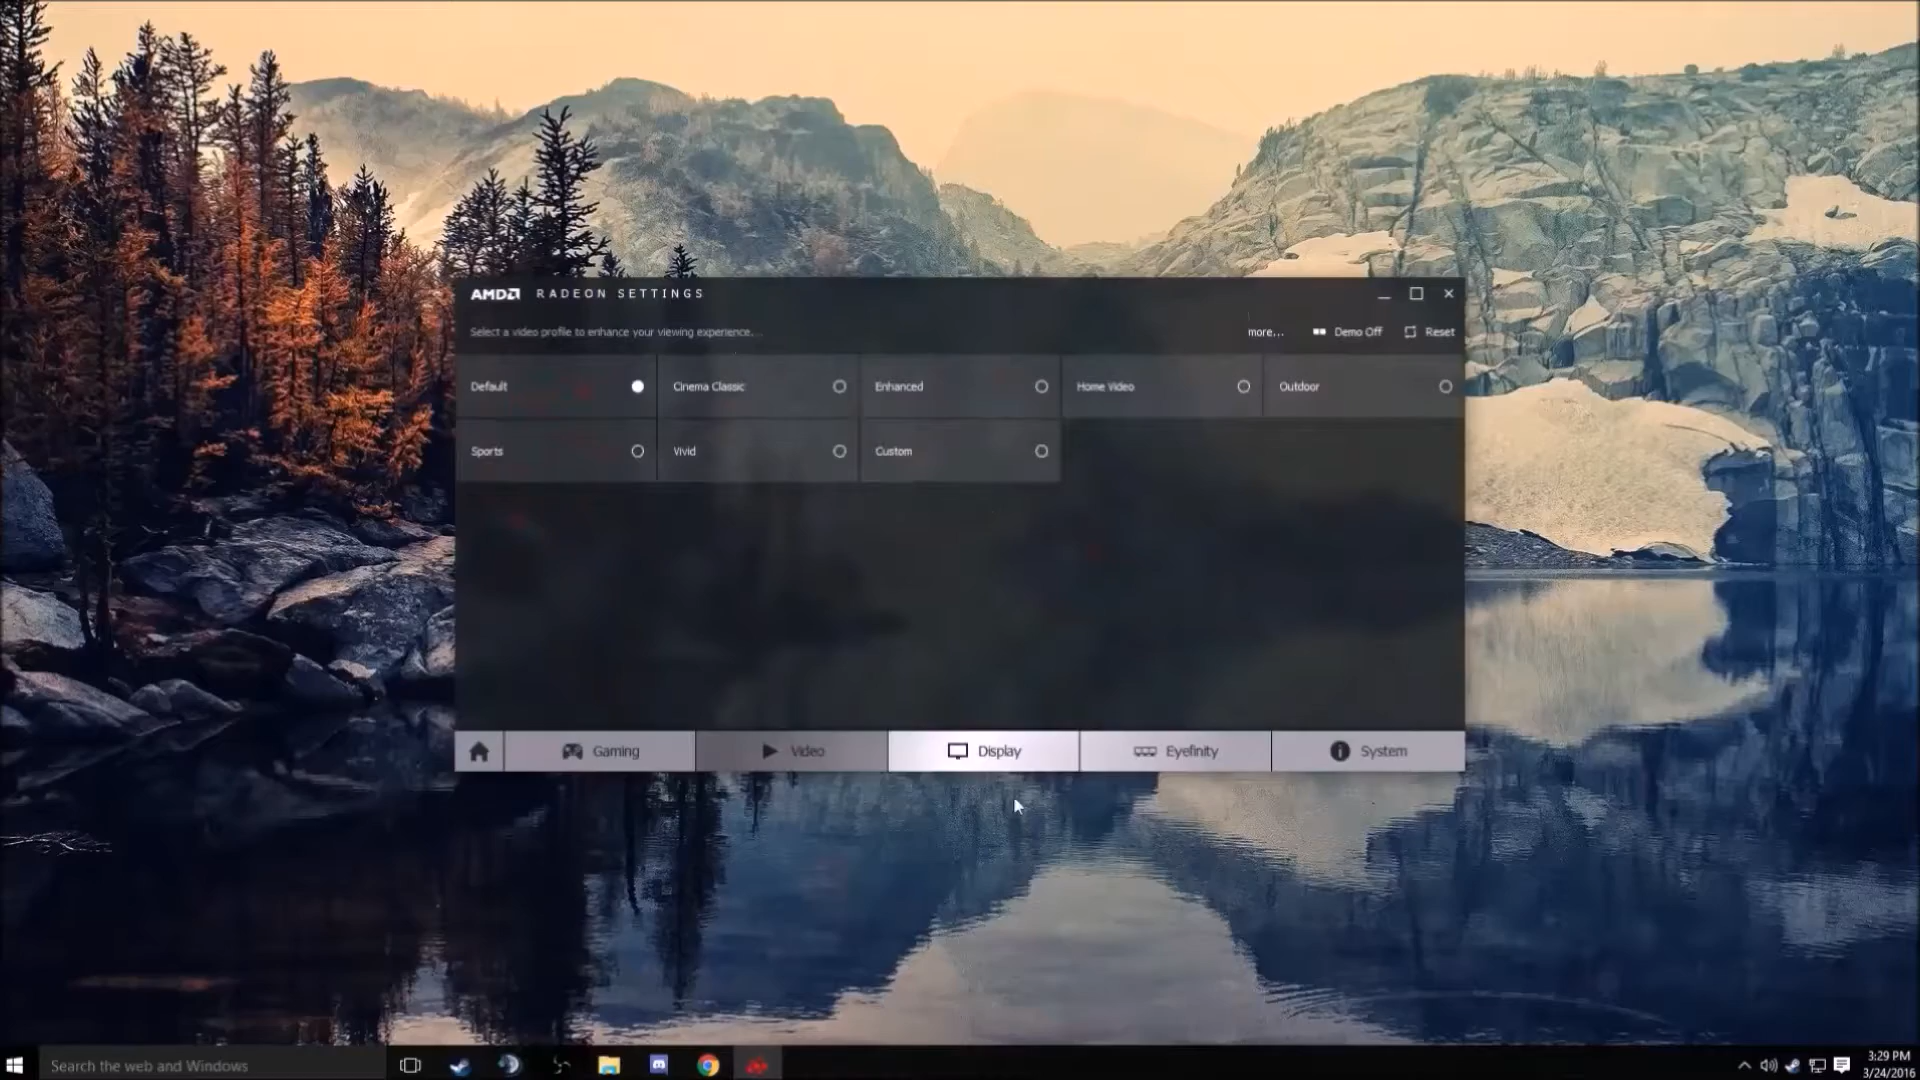 AMD RADEON SETTINGS
Select a video profile to enhance your viewing experience...
more... Demo Off Reset
Default Cinema Classic Enhanced Home Video Outdoor
Sports Vivid Custom
Gaming Video Display Eyefinity System
Search the web and Windows
3:29 PM
3/24/2016